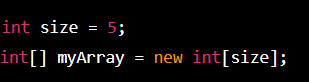 int size = 5;
int[] myArray = new int[size];